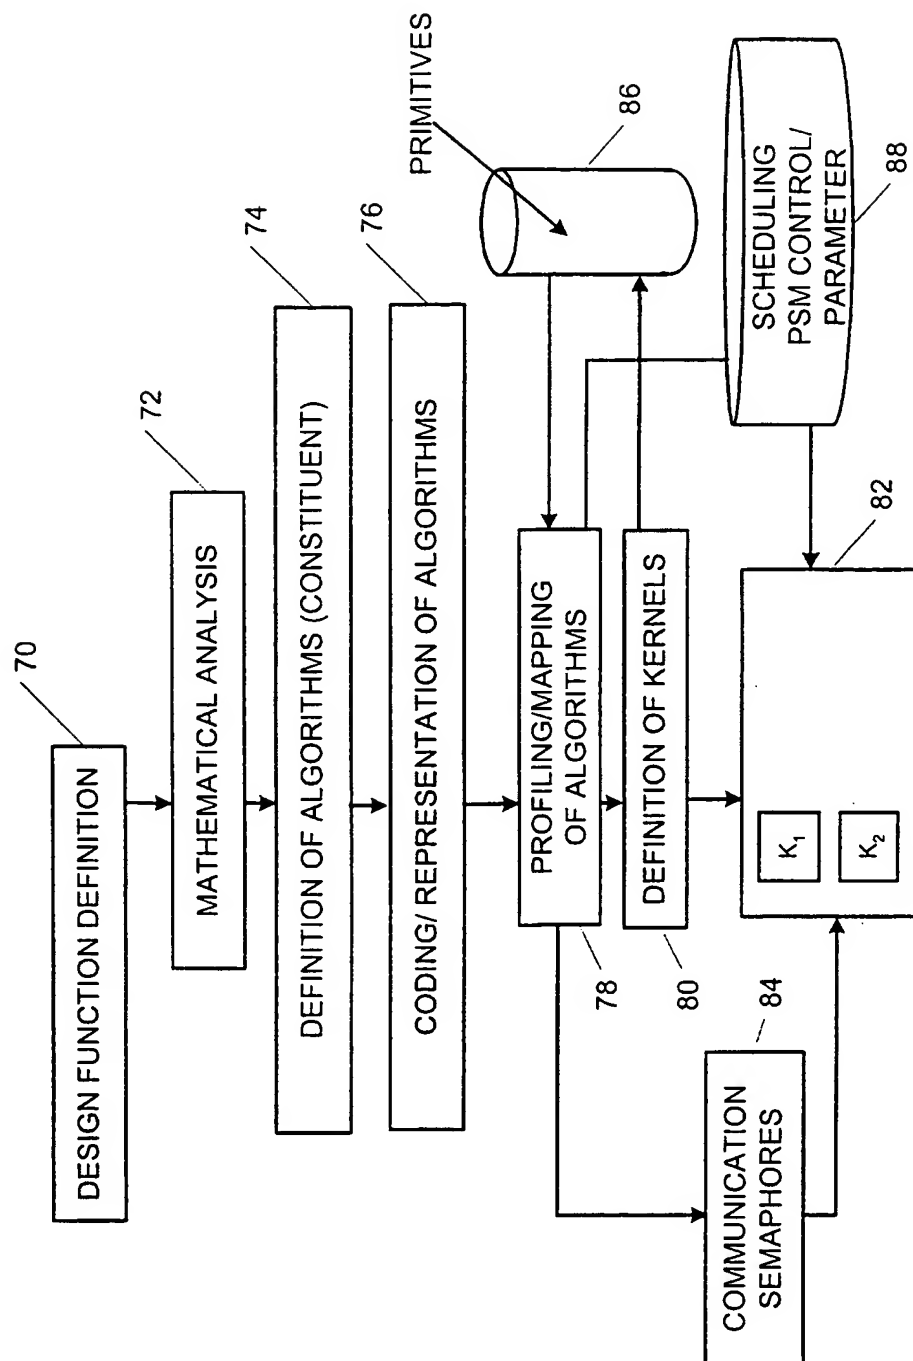 70
DESIGN FUNCTION DEFINITION
72
MATHEMATICAL ANALYSIS
74
DEFINITION OF ALGORITHMS (CONSTITUENT)
76
CODING/ REPRESENTATION OF ALGORITHMS
PRIMITIVES
86
PROFILING/MAPPING
OF ALGORITHMS
78
DEFINITION OF KERNELS
80
SCHEDULING
PSM CONTROL/
PARAMETER
88
82
K1
K2
84
COMMUNICATION
SEMAPHORES